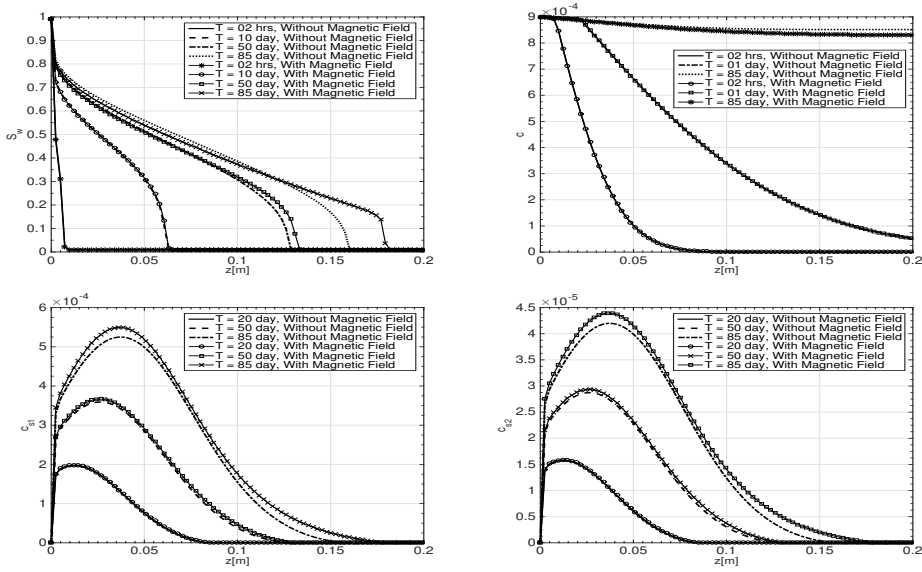 T = 02 hrs, Without Magnetic Field
T = 10 day, Without Magnetic Field
T = 50 day, Without Magnetic Field
T = 85 day, Without Magnetic Field
T = 02 hrs, With Magnetic Field
T = 10 day, With Magnetic Field
T = 50 day, With Magnetic Field
T = 85 day, With Magnetic Field
1
0.9
0.8
0.7
0.6
0.5
0.4
0.3
0.2
0.1
0
S_w
0
0.05
0.1
0.15
0.2
z[m]
×10^-4
T = 02 hrs, Without Magnetic Field
T = 01 day, Without Magnetic Field
T = 85 day, Without Magnetic Field
T = 02 hrs, With Magnetic Field
T = 01 day, With Magnetic Field
T = 85 day, With Magnetic Field
9
8
7
6
5
4
3
2
1
0
c
0
0.05
0.1
0.15
0.2
z[m]
×10^-4
T = 20 day, Without Magnetic Field
T = 50 day, Without Magnetic Field
T = 85 day, Without Magnetic Field
T = 20 day, With Magnetic Field
T = 50 day, With Magnetic Field
T = 85 day, With Magnetic Field
6
5
4
3
2
1
0
c_s1
0
0.05
0.1
0.15
0.2
z[m]
×10^-5
T = 20 day, Without Magnetic Field
T = 50 day, Without Magnetic Field
T = 85 day, Without Magnetic Field
T = 20 day, With Magnetic Field
T = 50 day, With Magnetic Field
T = 85 day, With Magnetic Field
5
4.5
4
3.5
3
2.5
2
1.5
1
0.5
0
c_s2
0
0.05
0.1
0.15
0.2
z[m]